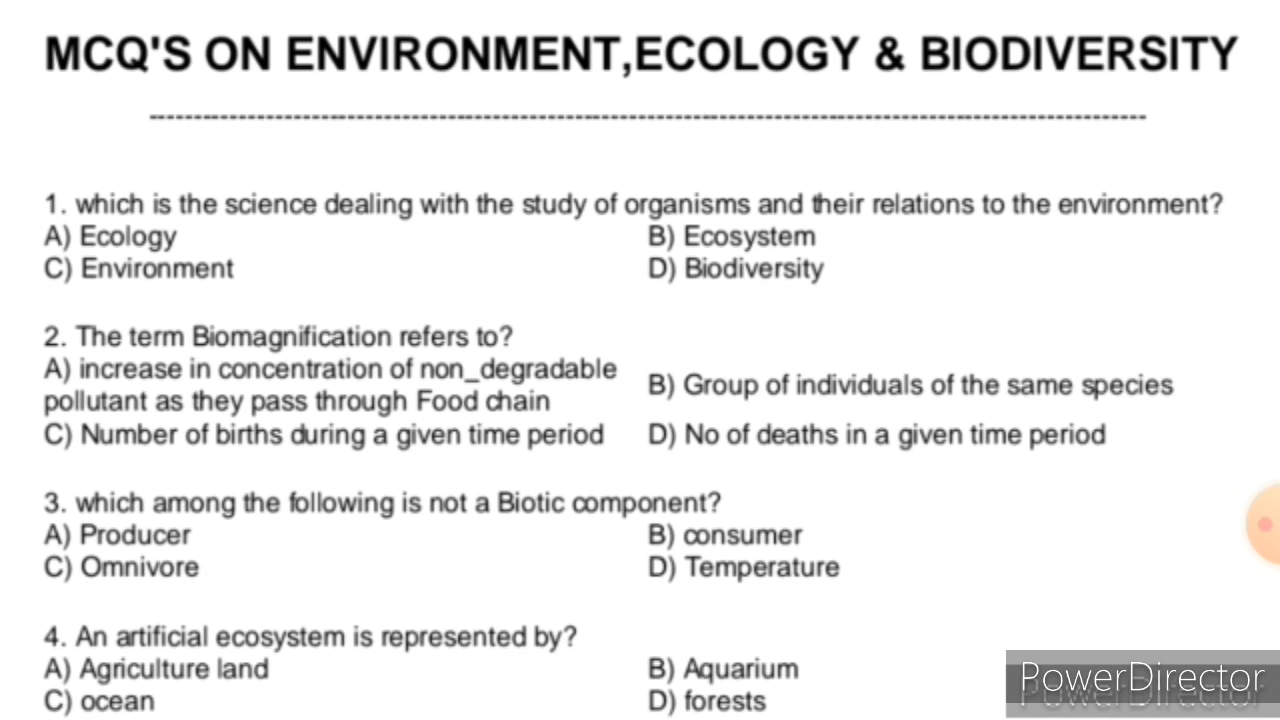 MCQ'S ON ENVIRONMENT,ECOLOGY & BIODIVERSITY
1. which is the science dealing with the study of organisms and their relations to the environment?
A) Ecology B) Ecosystem
C) Environment D) Biodiversity
2. The term Biomagnification refers to?
A) increase in concentration of non_degradable
pollutant as they pass through Food chain
B) Group of individuals of the same species
C) Number of births during a given time period D) No of deaths in a given time period
3. which among the following is not a Biotic component?
A) Producer B) consumer
C) Omnivore D) Temperature
4. An artificial ecosystem is represented by?
A) Agriculture land B) Aquarium
C) ocean D) forests
PowerDirector